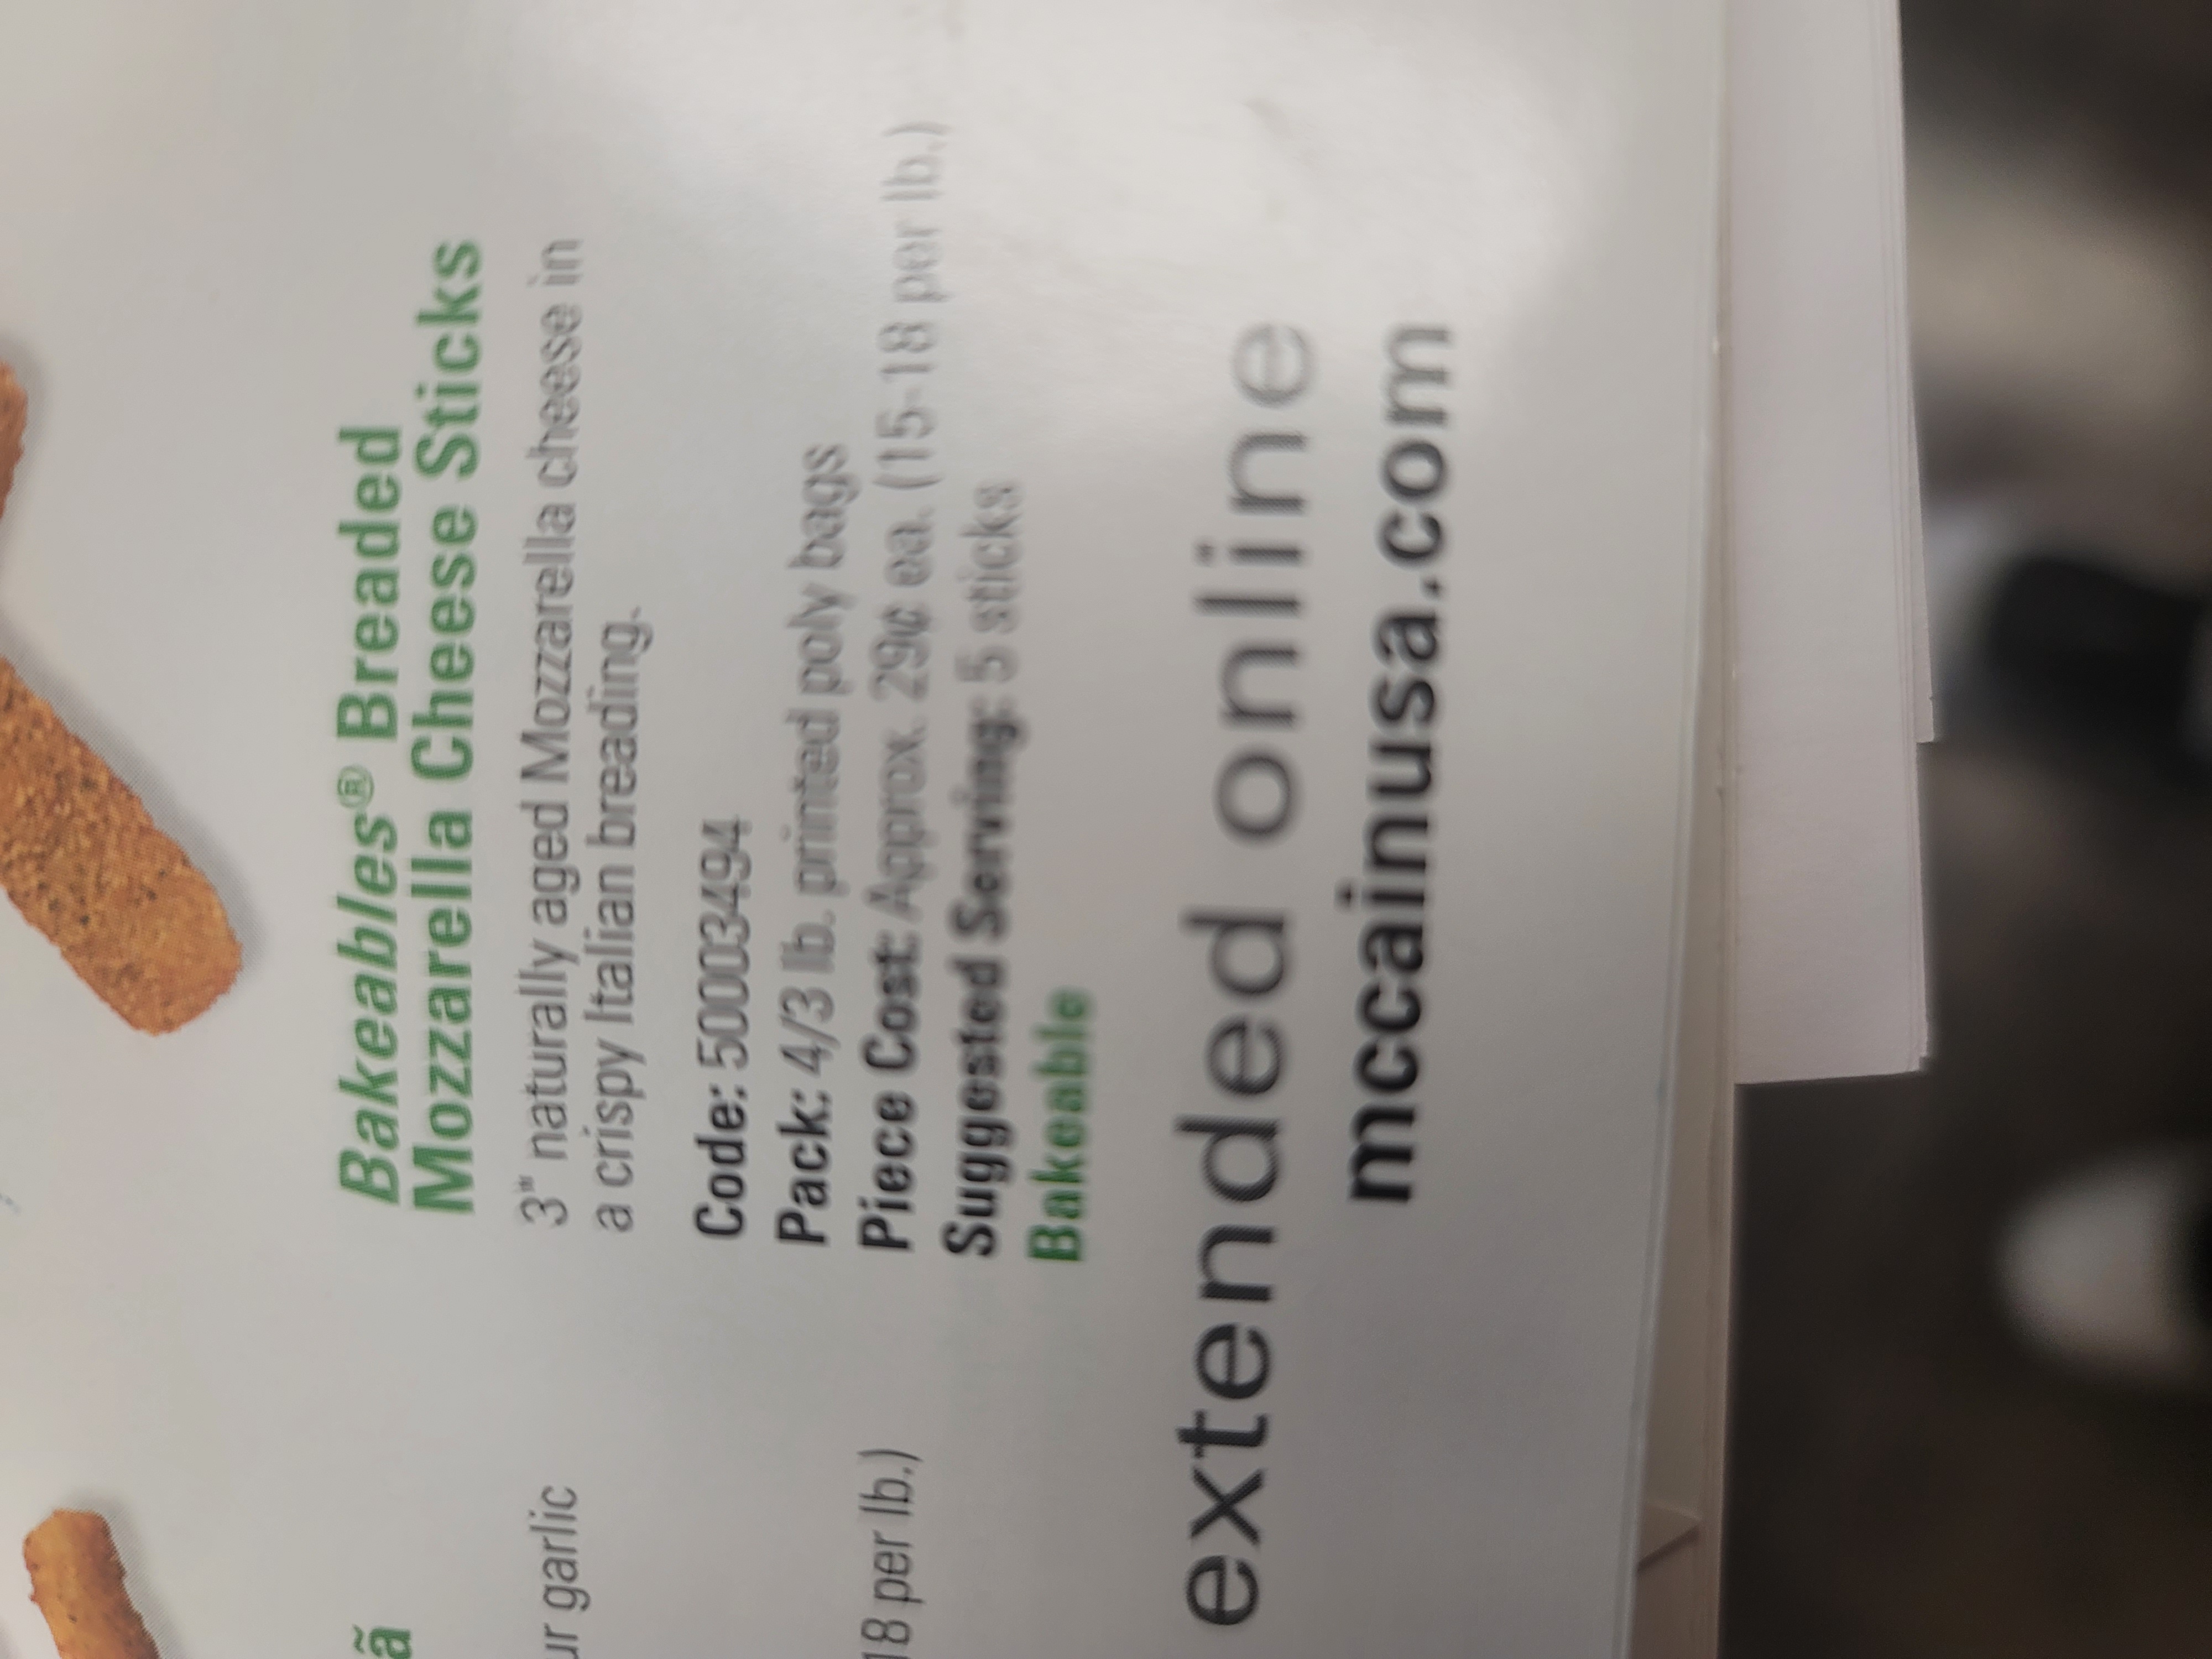 Bakeables® Breaded
Mozzarella Cheese Sticks
3" naturally aged Mozzarella cheese in
a crispy Italian breading.
Code: 50003494
Pack: 4/3 lb. printed poly bags
Piece Cost: Approx. 29¢ ea. (15-18 per lb.)
Suggested Serving: 5 sticks
Bakeable
ã
ur garlic
18 per lb.)
extended online
mccainusa.com